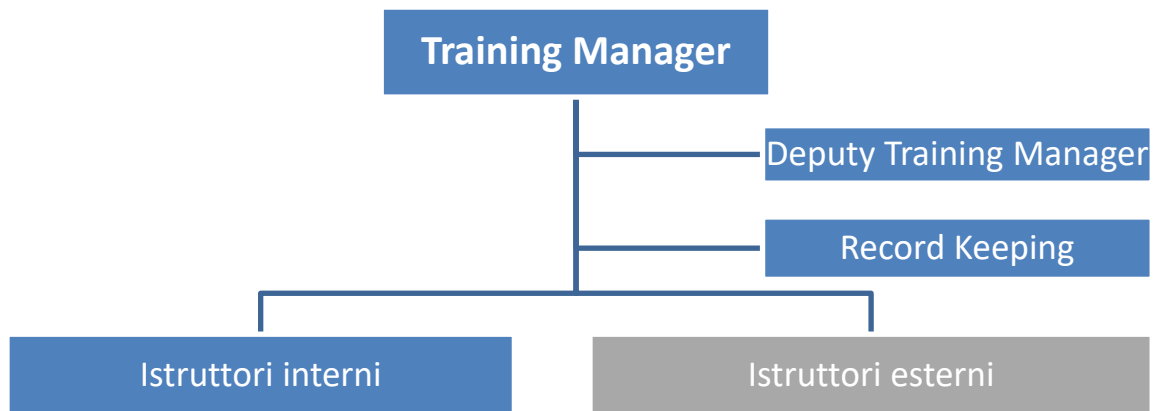 Training Manager
Deputy Training Manager
Record Keeping
Istruttori interni
Istruttori esterni